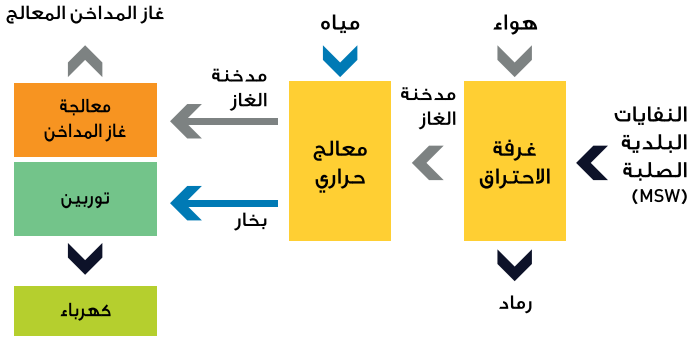 النفايات
البلدية
الصلبة
(MSW)
هواء
غرفة
الاحتراق
رماد
مدخنة
الغاز
مياه
معالج
حراري
مدخنة
الغاز
بخار
غاز المداخن المعالج
معالجة
غاز المداخن
توربين
كهرباء